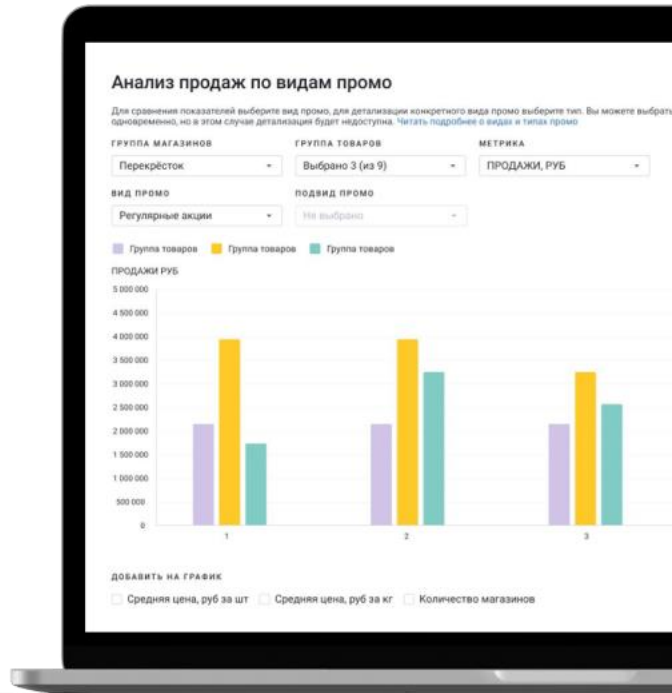 Анализ продаж по видам промо
Для сравнения показателей выберите вид промо, для детализации конкретного вида промо выберите тип. Вы можете выбрать
одновременно, но в этом случае детализация будет недоступна. Читать подробнее о видах и типах промо
ГРУППА МАГАЗИНОВ ГРУППА ТОВАРОВ МЕТРИКА
Перекрёсток Выбрано 3 (из 9) ПРОДАЖИ, РУБ
ВИД ПРОМО ПОДВИД ПРОМО
Регулярные акции Не выбрано
Группа товаров Группа товаров Группа товаров
ПРОДАЖИ РУБ
5 000 000
4 500 000
4 000 000
3 500 000
3 000 000
2 500 000
2 000 000
1 500 000
1 000 000
500 000
0
1 2 3
ДОБАВИТЬ НА ГРАФИК
Средняя цена, руб за шт Средняя цена, руб за кг Количество магазинов